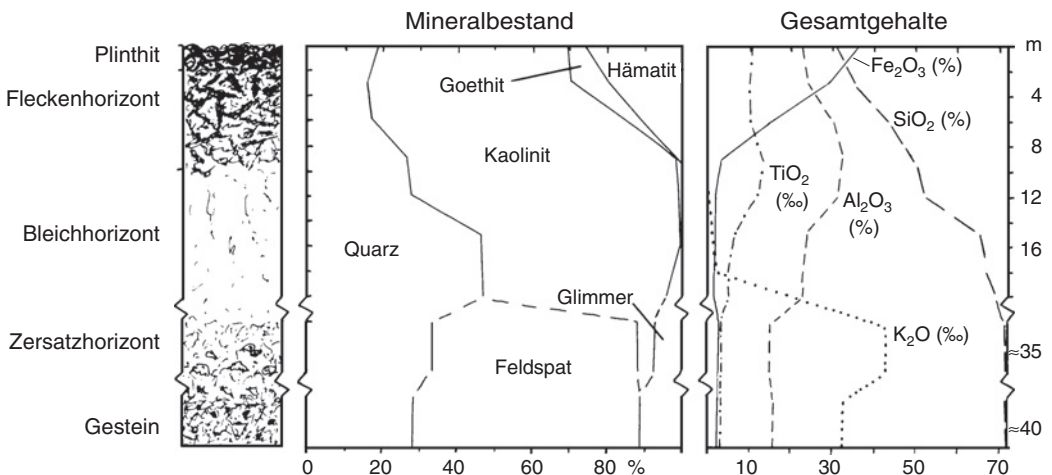 Mineralbestand
Gesamtgehalte
Plinthit
Fleckenhorizont
Bleichhorizont
Zersatzhorizont
Gestein
Goethit
Hämatit
Kaolinit
Quarz
Glimmer
Feldspat
0 20 40 60 80 %
Fe₂O₃ (%)
SiO₂ (%)
TiO₂
(‰)
Al₂O₃
(%)
K₂O (‰)
m
4
8
12
16
≈35
≈40
10 30 50 70